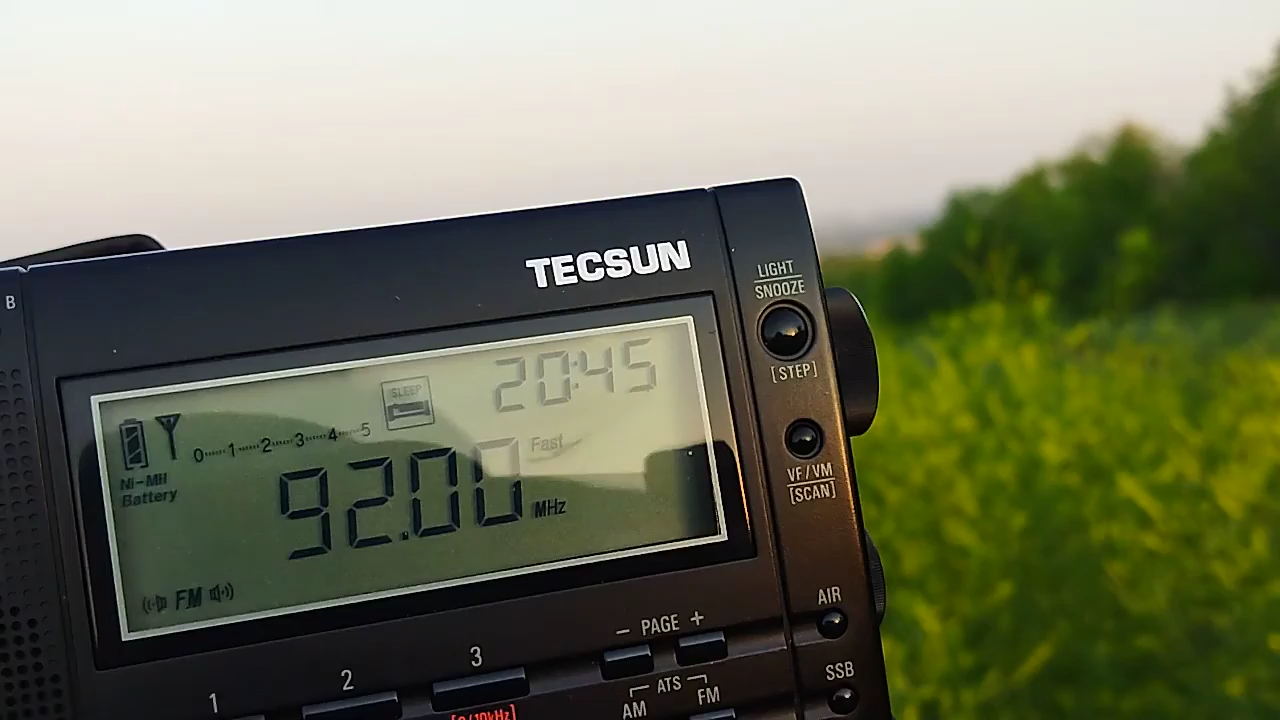 B
TECSUN
LIGHT
SNOOZE
[STEP]
SLEEP
20:45
0 1 2 3 4 5
Fast
Ni-MH
Battery
92.00 MHz
VF/VM
[SCAN]
FM
AIR
- PAGE +
SSB
1 2 3
ATS
AM FM